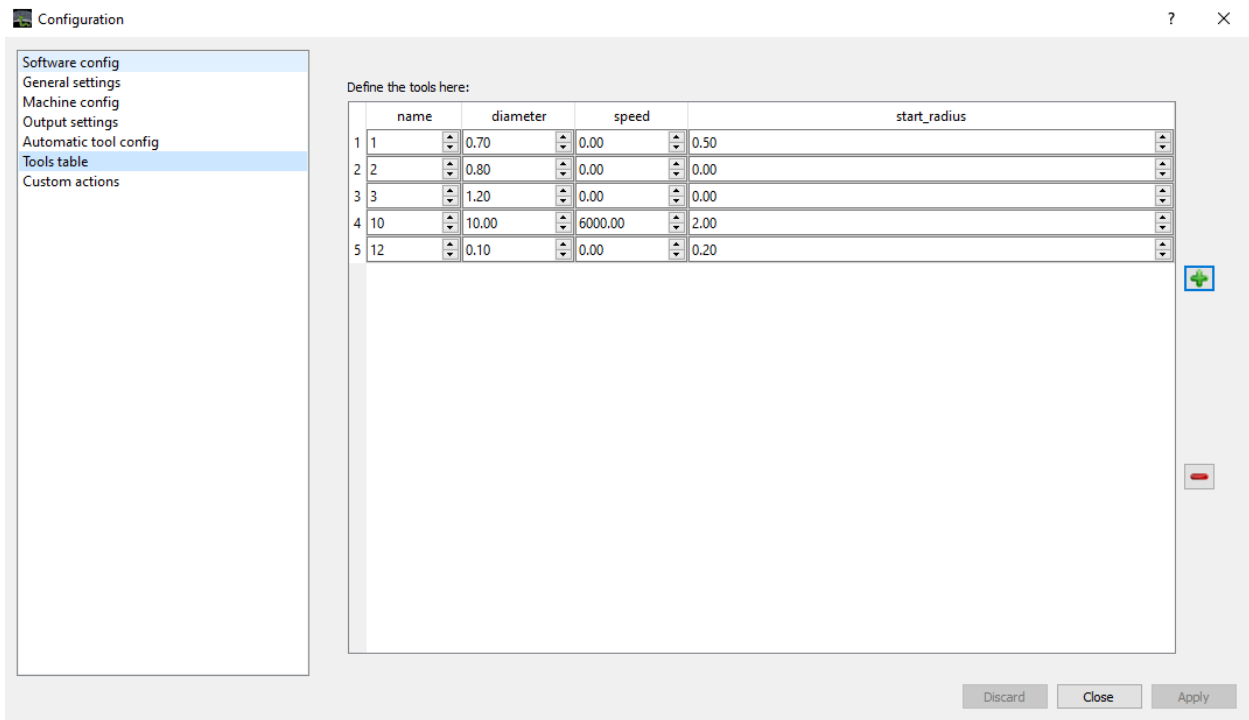 Configuration
?
Software config
General settings
Machine config
Output settings
Automatic tool config
Tools table
Custom actions
Define the tools here:
name diameter speed start_radius
1 1 0.70 0.00 0.50
2 2 0.80 0.00 0.00
3 3 1.20 0.00 0.00
4 10 10.00 6000.00 2.00
5 12 0.10 0.00 0.20
Discard Close Apply